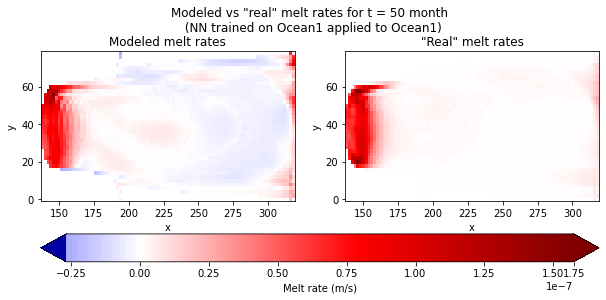 Modeled vs "real" melt rates for t = 50 month
(NN trained on Ocean1 applied to Ocean1)
Modeled melt rates
"Real" melt rates
60
40
20
0
y
150 175 200 225 250 275 300
x
60
40
20
0
y
150 175 200 225 250 275 300
x
−0.25 0.00 0.25 0.50 0.75 1.00 1.25 1.50 1.75
1e-7
Melt rate (m/s)